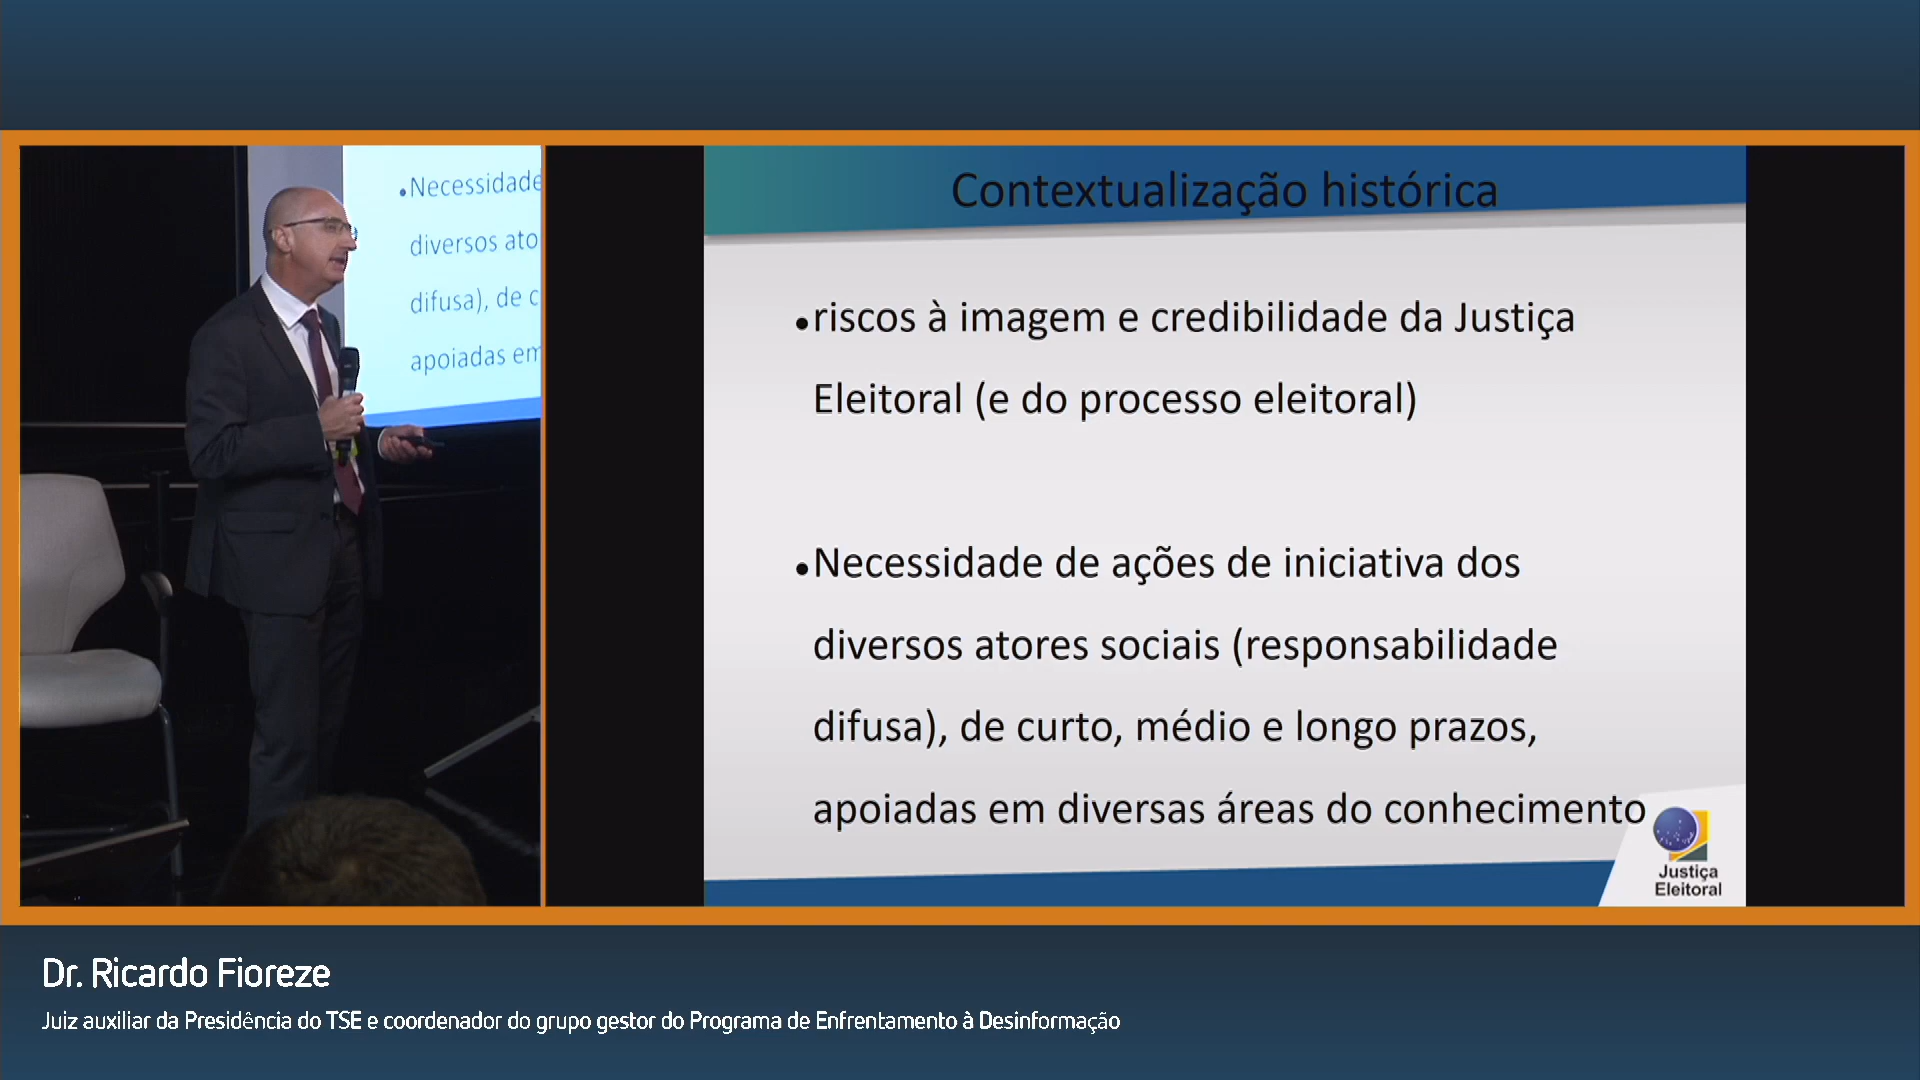 •Necessidade
diversos ato
difusa), de c
apoiadas em
Contextualização histórica
•riscos à imagem e credibilidade da Justiça
Eleitoral (e do processo eleitoral)
•Necessidade de ações de iniciativa dos
diversos atores sociais (responsabilidade
difusa), de curto, médio e longo prazos,
apoiadas em diversas áreas do conhecimento
Justiça
Eleitoral
Dr. Ricardo Fioreze
Juiz auxiliar da Presidência do TSE e coordenador do grupo gestor do Programa de Enfrentamento à Desinformação